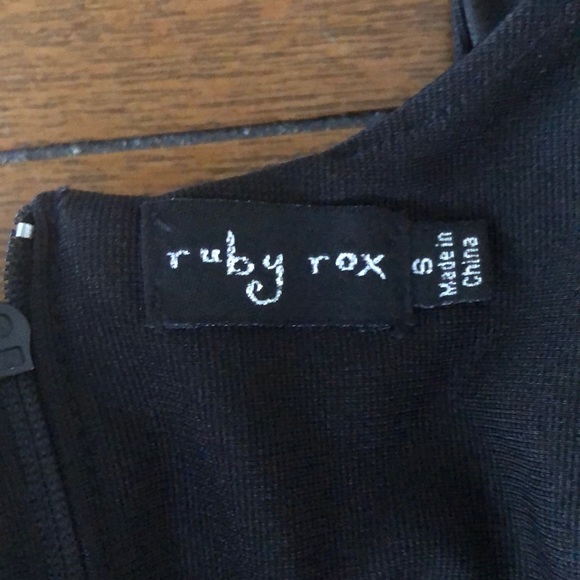 ruby rox
S
Made in
China